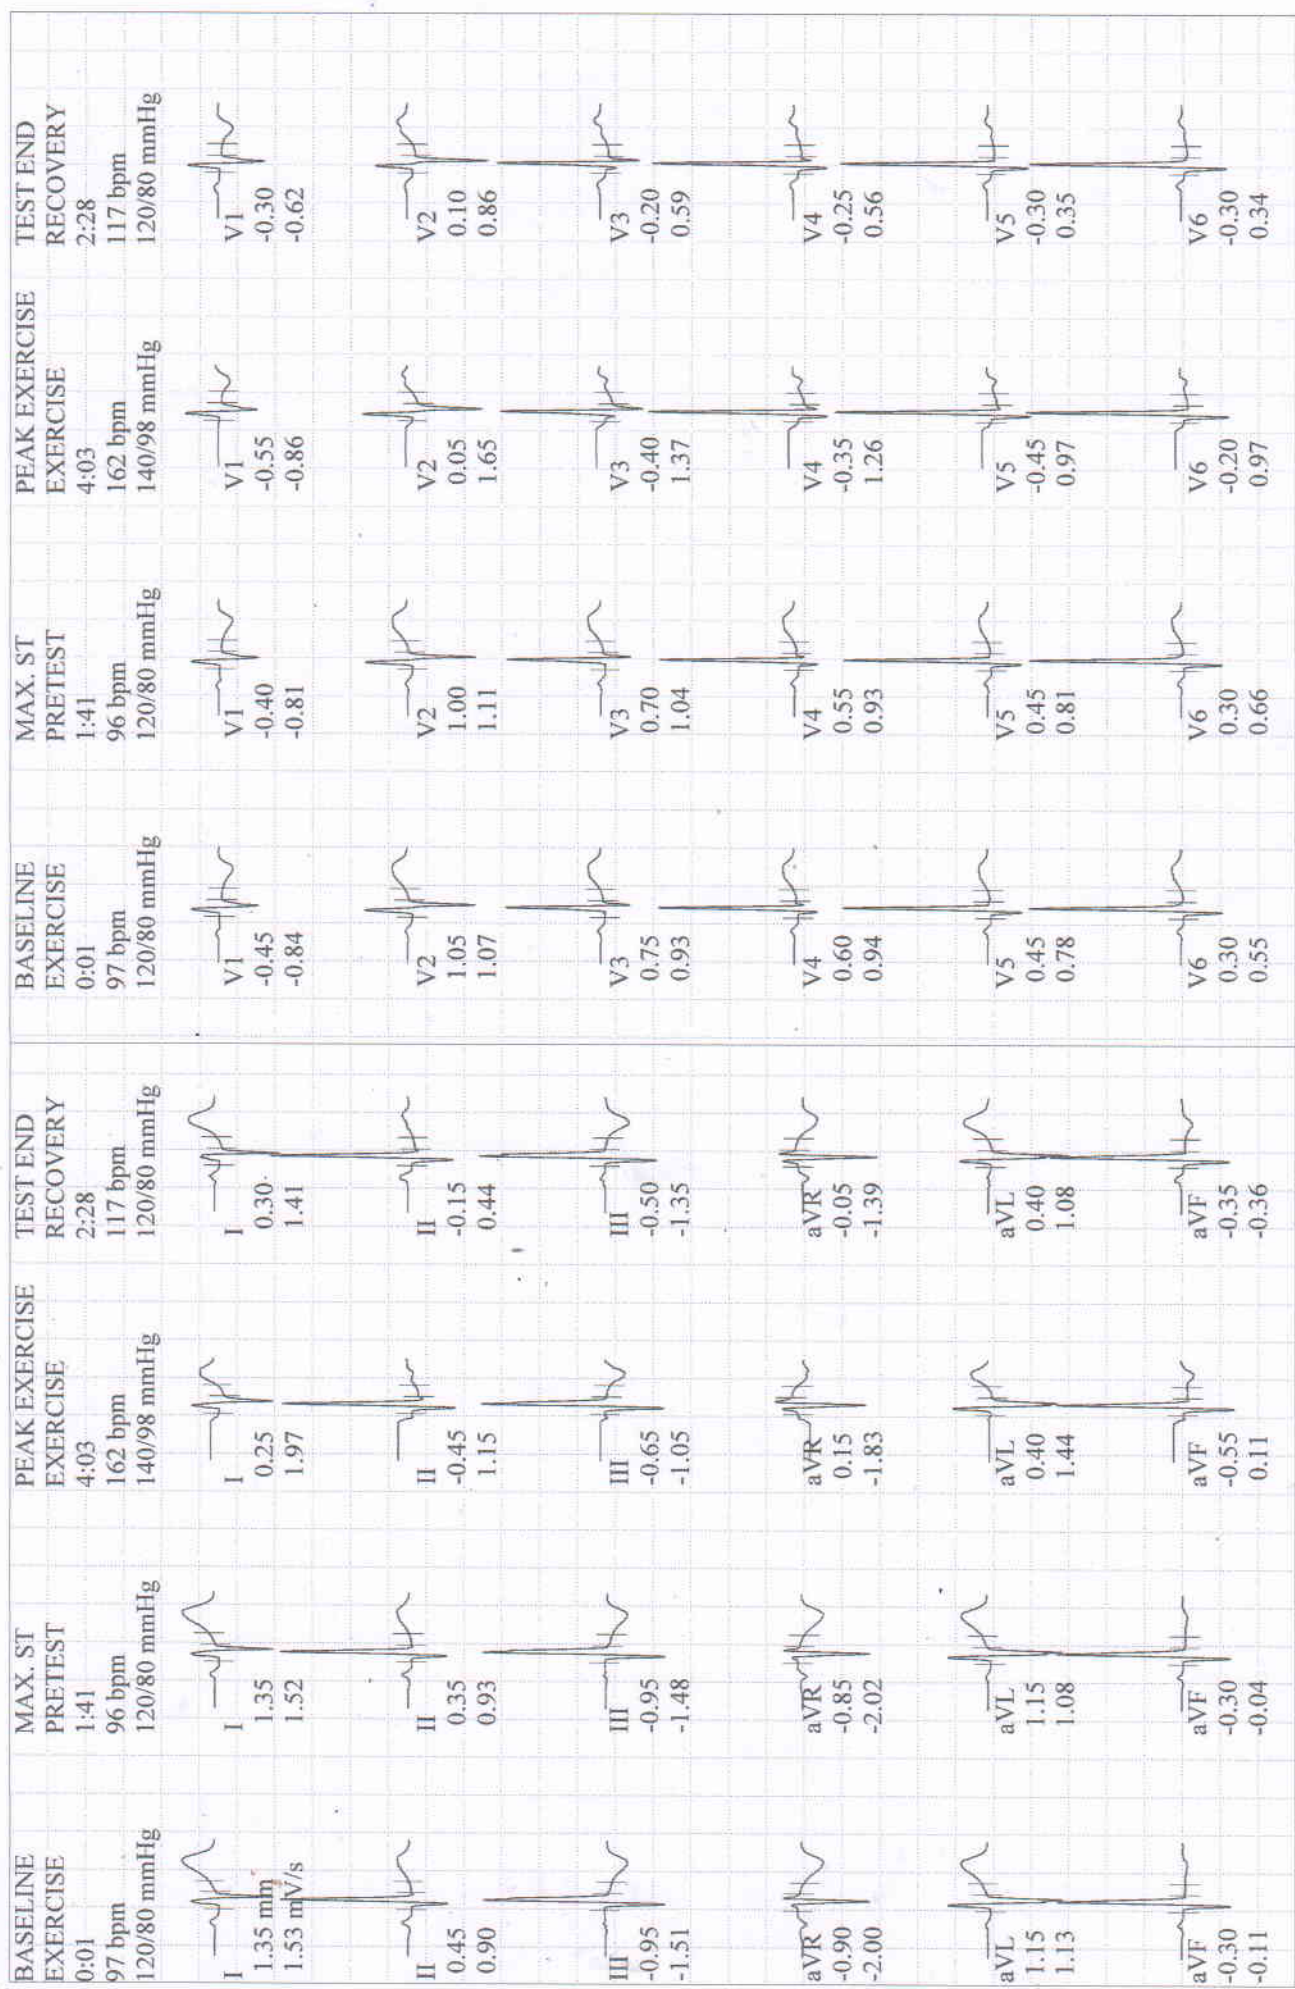 BASELINE
EXERCISE
0:01
97 bpm
120/80 mmHg
I
1.35 mm
1.53 mV/s
II
0.45
0.90
III
-0.95
-1.51
aVR
-0.90
-2.00
aVL
1.15
1.13
aVF
-0.30
-0.11
MAX. ST
PRETEST
1:41
96 bpm
120/80 mmHg
I
1.35
1.52
II
0.35
0.93
III
-0.95
-1.48
aVR
-0.85
-2.02
aVL
1.15
1.08
aVF
-0.30
-0.04
PEAK EXERCISE
EXERCISE
4:03
162 bpm
140/98 mmHg
I
0.25
1.97
II
-0.45
1.15
III
-0.65
-1.05
aVR
0.15
-1.83
aVL
0.40
1.44
aVF
-0.55
0.11
TEST END
RECOVERY
2:28
117 bpm
120/80 mmHg
I
0.30
1.41
II
-0.15
0.44
III
-0.50
-1.35
aVR
-0.05
-1.39
aVL
0.40
1.08
aVF
-0.35
-0.36
BASELINE
EXERCISE
0:01
97 bpm
120/80 mmHg
V1
-0.45
-0.84
V2
1.05
1.07
V3
0.75
0.93
V4
0.60
0.94
V5
0.45
0.78
V6
0.30
0.55
MAX. ST
PRETEST
1:41
96 bpm
120/80 mmHg
V1
-0.40
-0.81
V2
1.00
1.11
V3
0.70
1.04
V4
0.55
0.93
V5
0.45
0.81
V6
0.30
0.66
PEAK EXERCISE
EXERCISE
4:03
162 bpm
140/98 mmHg
V1
-0.55
-0.86
V2
0.05
1.65
V3
-0.40
1.37
V4
-0.35
1.26
V5
-0.45
0.97
V6
-0.20
0.97
TEST END
RECOVERY
2:28
117 bpm
120/80 mmHg
V1
-0.30
-0.62
V2
0.10
0.86
V3
-0.20
0.59
V4
-0.25
0.56
V5
-0.30
0.35
V6
-0.30
0.34